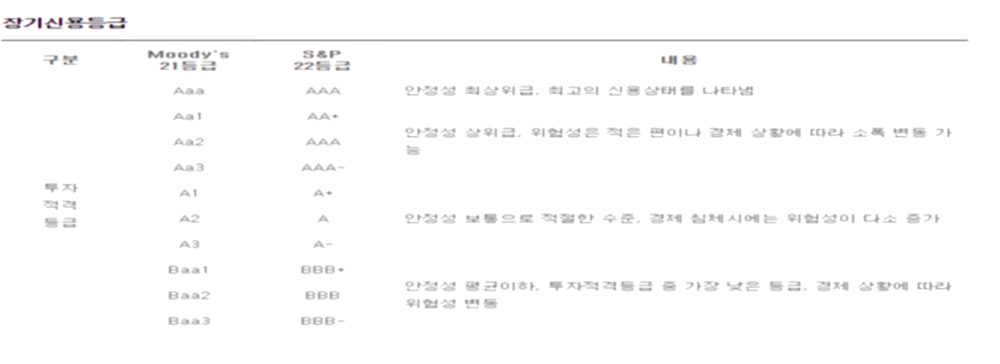 장기신용등급
구분 Moody's 21등급 S&P 22등급 내용
Aaa AAA 안정성 최상위급, 최고의 신용상태를 나타냄
Aa1 AA+
Aa2 AAA 안정성 상위급, 위험성은 적은 편이나 경제 상황에 따라 소폭 변동 가
능
Aa3 AAA-
투자
적격
등급
A1 A+
A2 A 안정성 보통으로 적절한 수준, 경제 침체시에는 위험성이 다소 증가
A3 A-
Baa1 BBB+
Baa2 BBB 안정성 평균이하, 투자적격등급 중 가장 낮은 등급, 경제 상황에 따라
위험성 변동
Baa3 BBB-